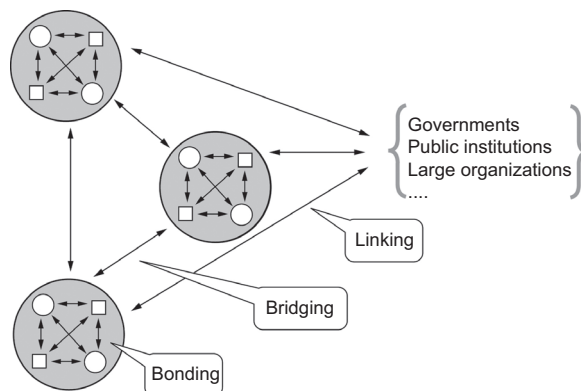 Governments
Public institutions
Large organizations
....
Linking
Bridging
Bonding